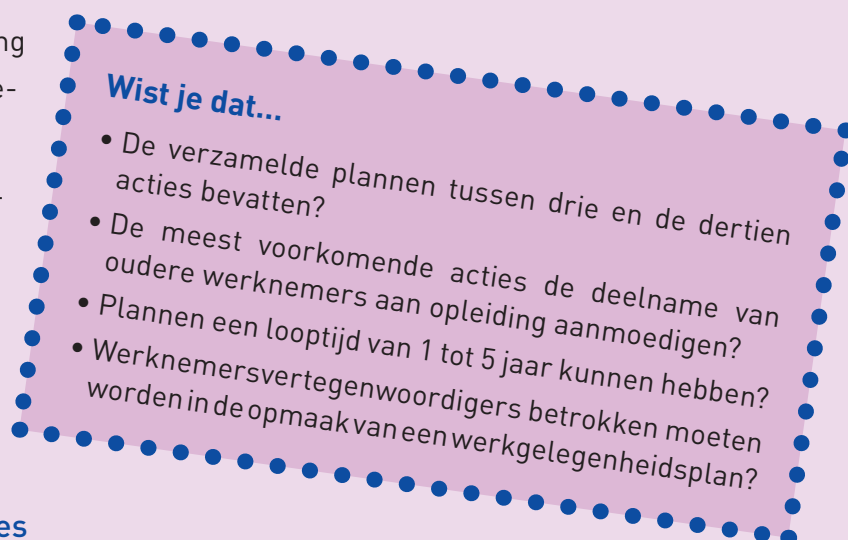 ng
e-
Wist je dat...
• De verzamelde plannen tussen drie en de dertien
acties bevatten?
• De meest voorkomende acties de deelname van
oudere werknemers aan opleiding aanmoedigen?
• Plannen een looptijd van 1 tot 5 jaar kunnen hebben?
• Werknemersvertegenwoordigers betrokken moeten
worden in de opmaak van een werkgelegenheidsplan?
es